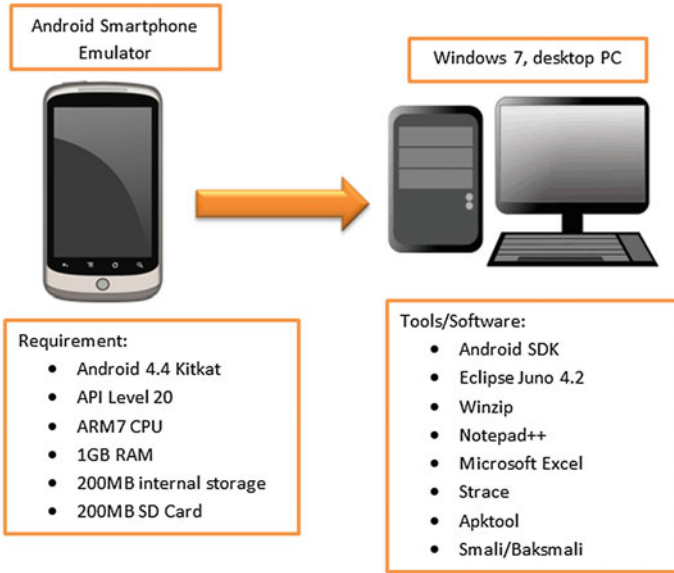 Android Smartphone
Emulator
Windows 7, desktop PC
Requirement:
• Android 4.4 Kitkat
• API Level 20
• ARM7 CPU
• 1GB RAM
• 200MB internal storage
• 200MB SD Card
Tools/Software:
• Android SDK
• Eclipse Juno 4.2
• Winzip
• Notepad++
• Microsoft Excel
• Strace
• Apktool
• Smali/Baksmali